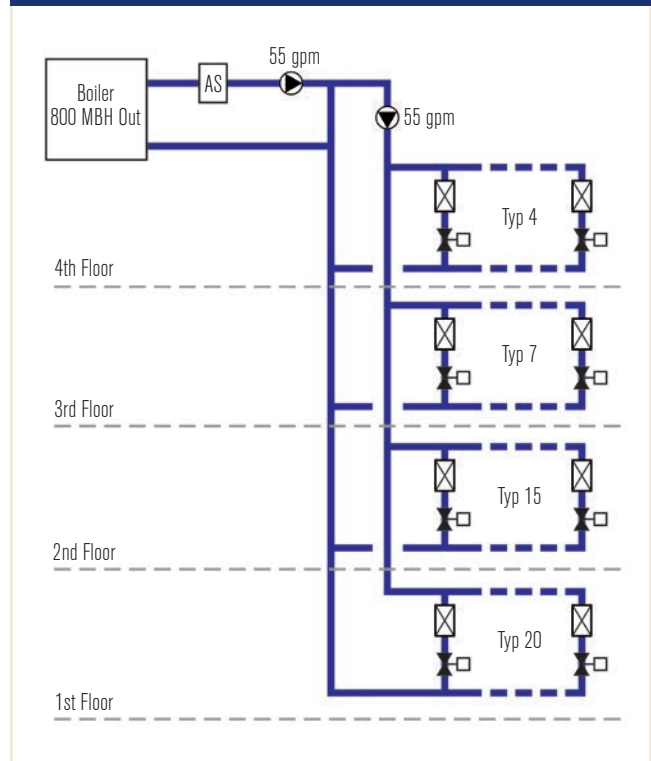 55 gpm
AS
Boiler
800 MBH Out
55 gpm
Typ 4
4th Floor
Typ 7
3rd Floor
Typ 15
2nd Floor
Typ 20
1st Floor